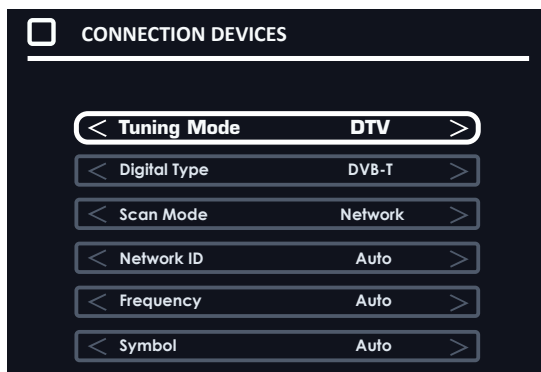 CONNECTION DEVICES
< Tuning Mode DTV >
< Digital Type DVB-T >
< Scan Mode Network >
< Network ID Auto >
< Frequency Auto >
< Symbol Auto >